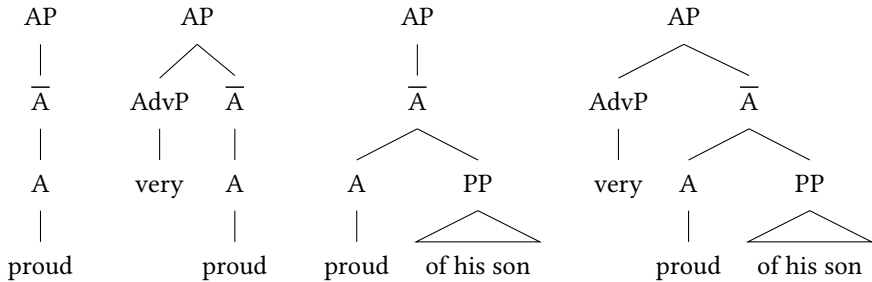 AP AP AP AP
A̅ AdvP A̅ A̅ AdvP A̅
A very A A PP very A PP
proud proud proud of his son proud of his son